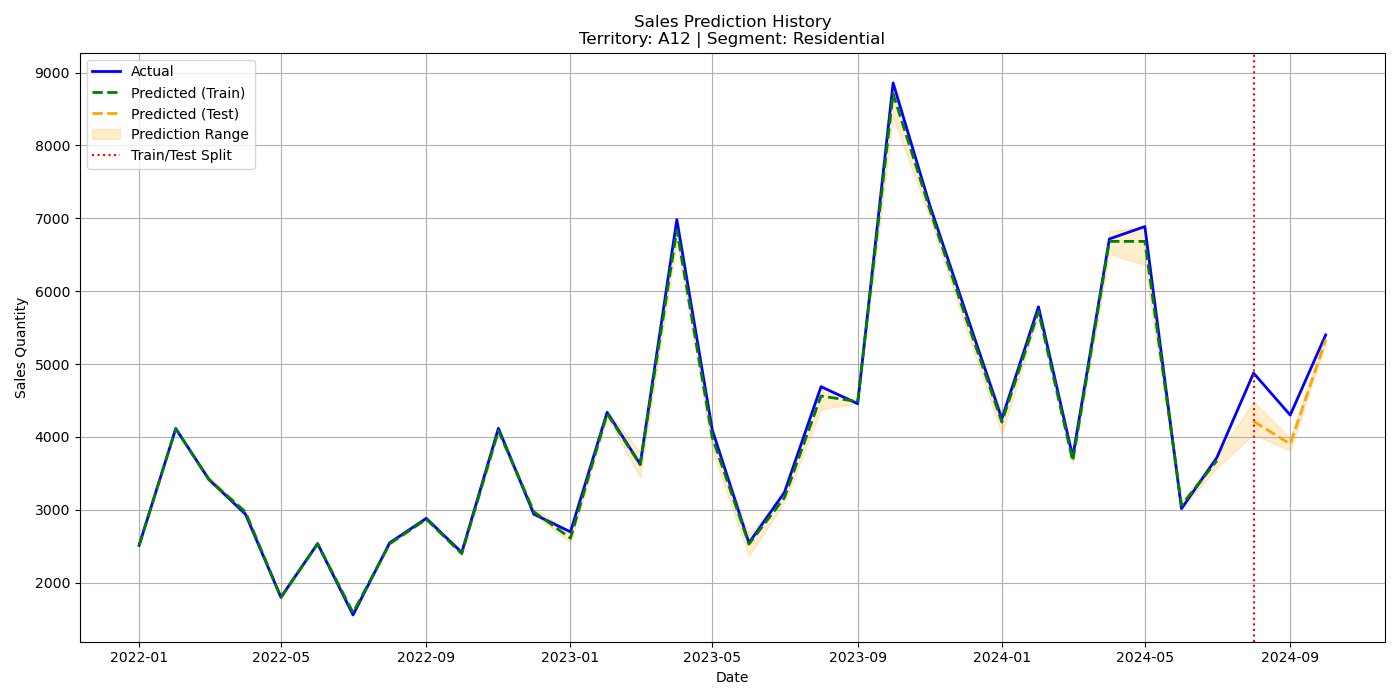 Sales Prediction History
Territory: A12 | Segment: Residential
Actual
Predicted (Train)
Predicted (Test)
Prediction Range
Train/Test Split
Sales Quantity
9000
8000
7000
6000
5000
4000
3000
2000
2022-01
2022-05
2022-09
2023-01
2023-05
2023-09
2024-01
2024-05
2024-09
Date